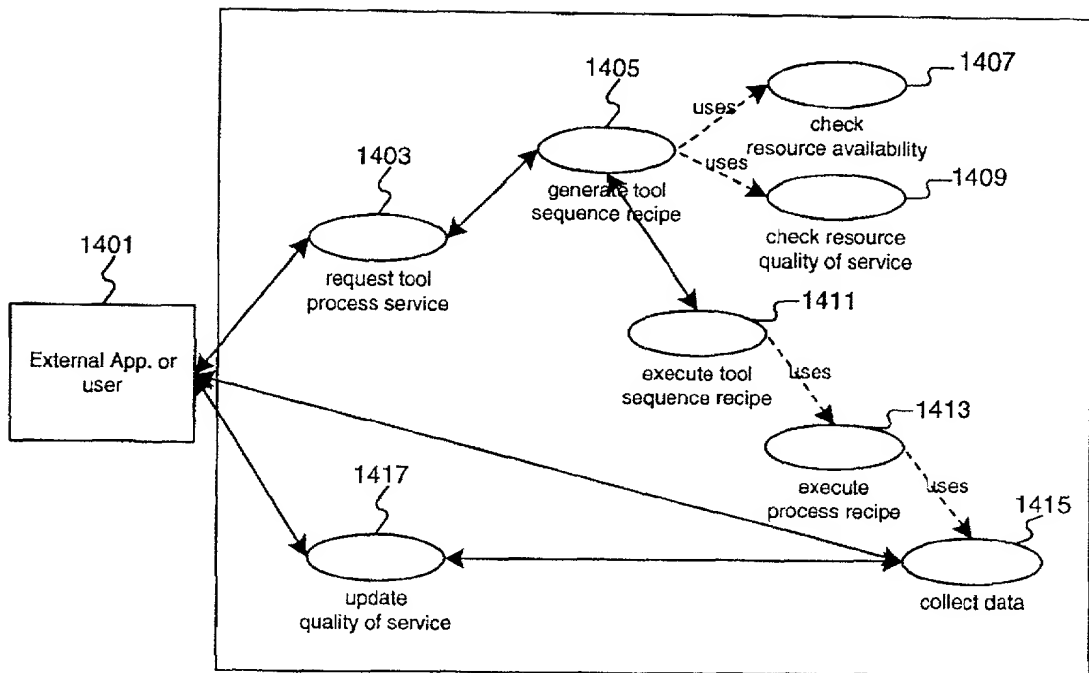 1405
1407
uses
check
resource availability
1403
uses
1409
generate tool
sequence recipe
check resource
quality of service
1401
request tool
process service
1411
External App. or
user
execute tool
sequence recipe
uses
1413
1417
execute
process recipe
uses
1415
update
quality of service
collect data